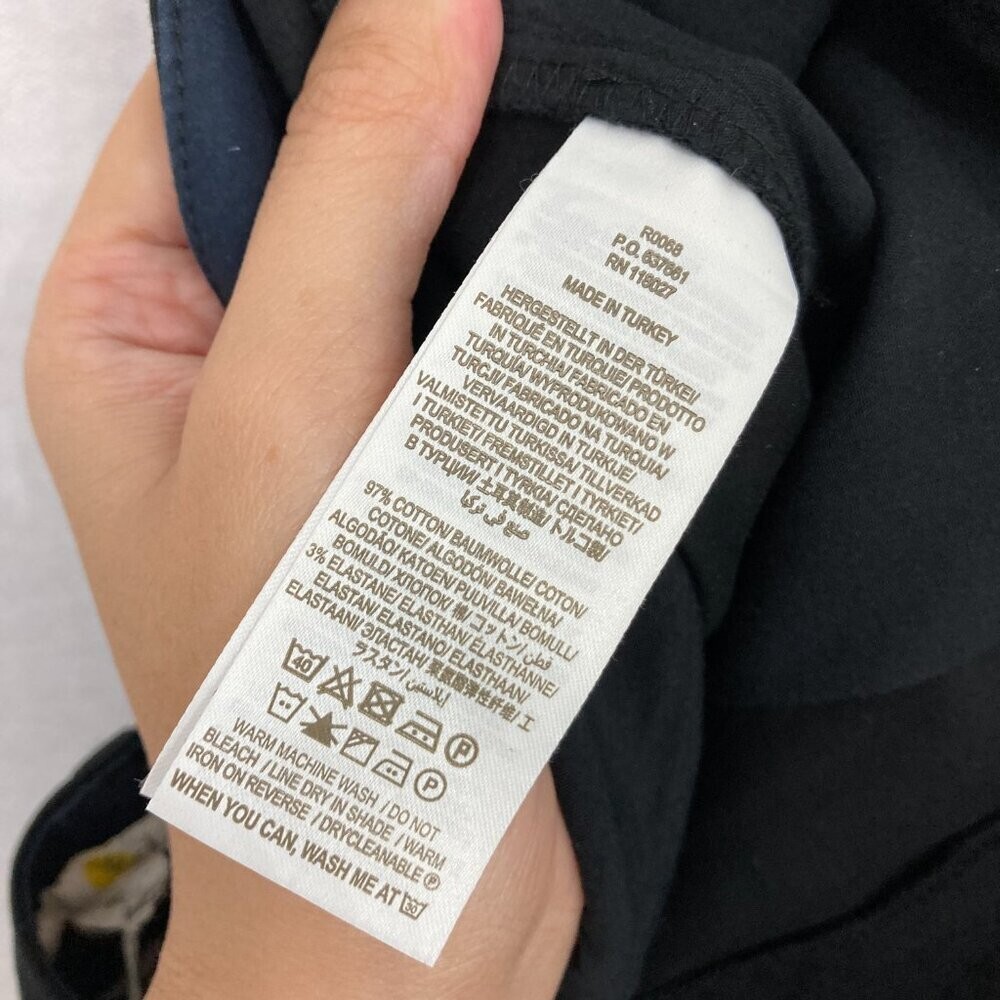 R0068
P.O. 637661
RN 116027
MADE IN TURKEY
HERGESTELLT IN DER TÜRKEI/
FABRIQUÉ EN TURQUIE/ PRODOTTO
IN TURCHIA/ FABRICADO EN
TURQUÍA/ WYPRODUKOWANO W
TURCJI/ FABRICADO NA TURQUIA/
VERVAARDIGD IN TURKIJE/
VALMISTETTU TURKISSA/ TILLVERKAD
I TURKIET/ FREMSTILLET I TYRKIET/
PRODUSERT I TYRKIA/ СДЕЛАНО
В ТУРЦИИ/ 土耳其制造/ トルコ製/
صنع في تركيا
97% COTTON/ BAUMWOLLE/ COTON/
COTONE/ ALGODÓN/ BAWEŁNA/
ALGODÃO/ KATOEN/ PUUVILLA/ BOMULL/
BOMULD/ ХЛОПОК/ 棉/ コットン/ قطن
3% ELASTANE/ ELASTHAN/ ÉLASTHANNE/
ELASTAN/ ELASTANO/ ELASTHAAN/
ELASTAANI/ ЭЛАСТАН/ 聚氨酯弹性纤维/ エ
ラスタン/ إيلاستين
40 P
P
WARM MACHINE WASH / DO NOT
BLEACH / LINE DRY IN SHADE / WARM
IRON ON REVERSE / DRYCLEANABLE P
WHEN YOU CAN, WASH ME AT 30